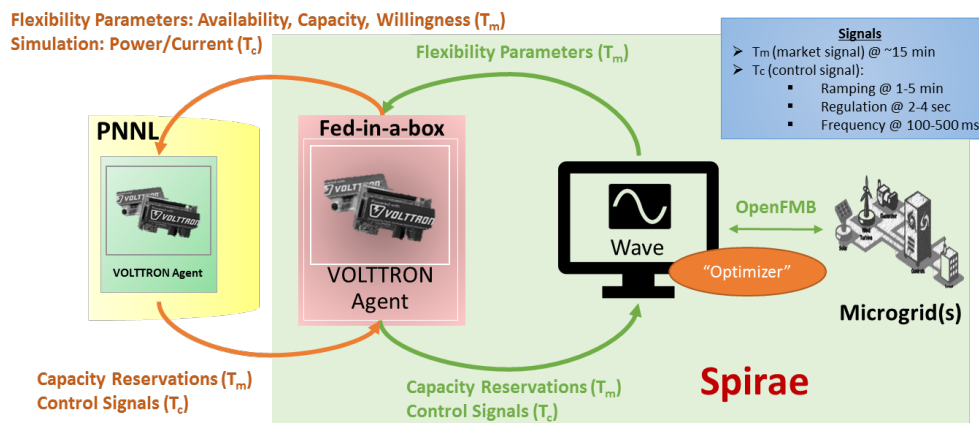 Flexibility Parameters: Availability, Capacity, Willingness (Tm)
Simulation: Power/Current (Tc)
Flexibility Parameters (Tm)
Signals
➢ Tm (market signal) @ ~15 min
➢ Tc (control signal):
▪ Ramping @ 1-5 min
▪ Regulation @ 2-4 sec
▪ Frequency @ 100-500 ms
PNNL
VOLTTRON
VOLTTRON Agent
Fed-in-a-box
VOLTTRON
VOLTTRON
Agent
Wave
"Optimizer"
OpenFMB
Microgrid(s)
Capacity Reservations (Tm)
Control Signals (Tc)
Capacity Reservations (Tm)
Control Signals (Tc)
Spirae